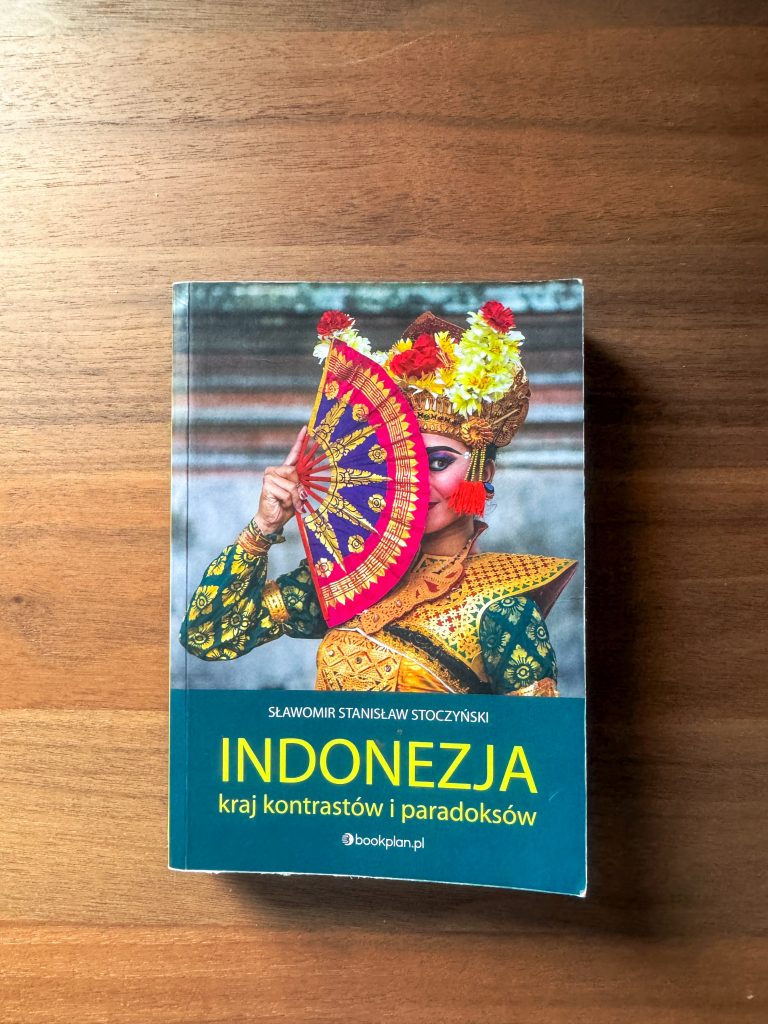 SŁAWOMIR STANISŁAW STOCZYŃSKI
INDONEZJA
kraj kontrastów i paradoksów
bookplan.pl